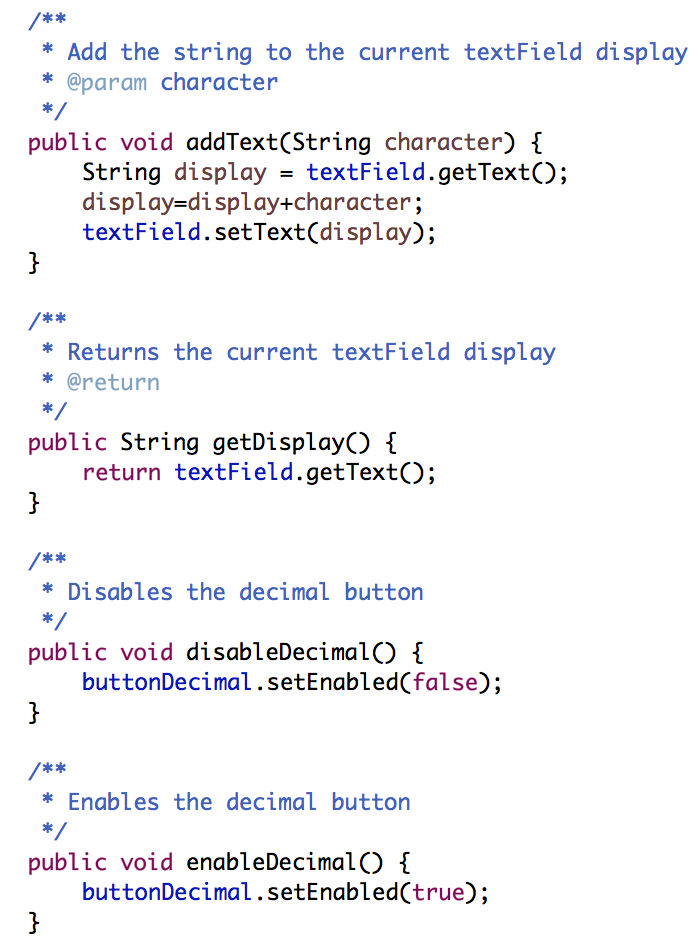 /**
 * Add the string to the current textField display
 * @param character
 */
public void addText(String character) {
    String display = textField.getText();
    display=display+character;
    textField.setText(display);
}

/**
 * Returns the current textField display
 * @return
 */
public String getDisplay() {
    return textField.getText();
}

/**
 * Disables the decimal button
 */
public void disableDecimal() {
    buttonDecimal.setEnabled(false);
}

/**
 * Enables the decimal button
 */
public void enableDecimal() {
    buttonDecimal.setEnabled(true);
}